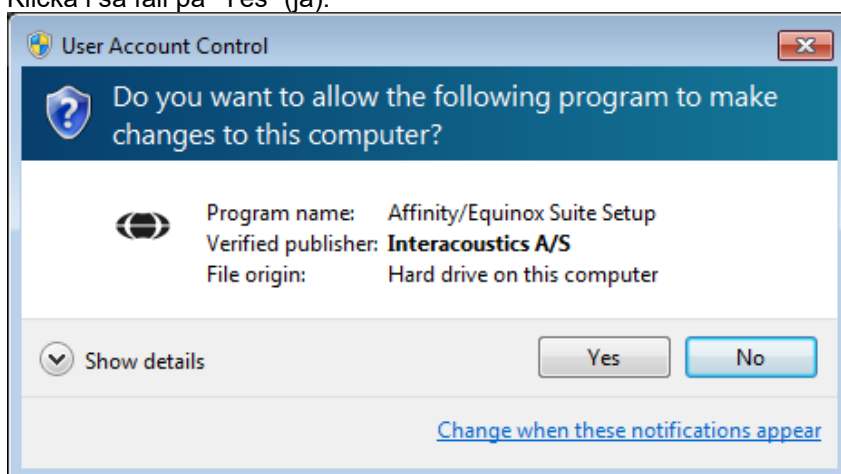 Klicka i så fall på "Yes" (ja).
User Account Control
Do you want to allow the following program to make
changes to this computer?
Program name: Affinity/Equinox Suite Setup
Verified publisher: Interacoustics A/S
File origin: Hard drive on this computer
Show details
Yes
No
Change when these notifications appear